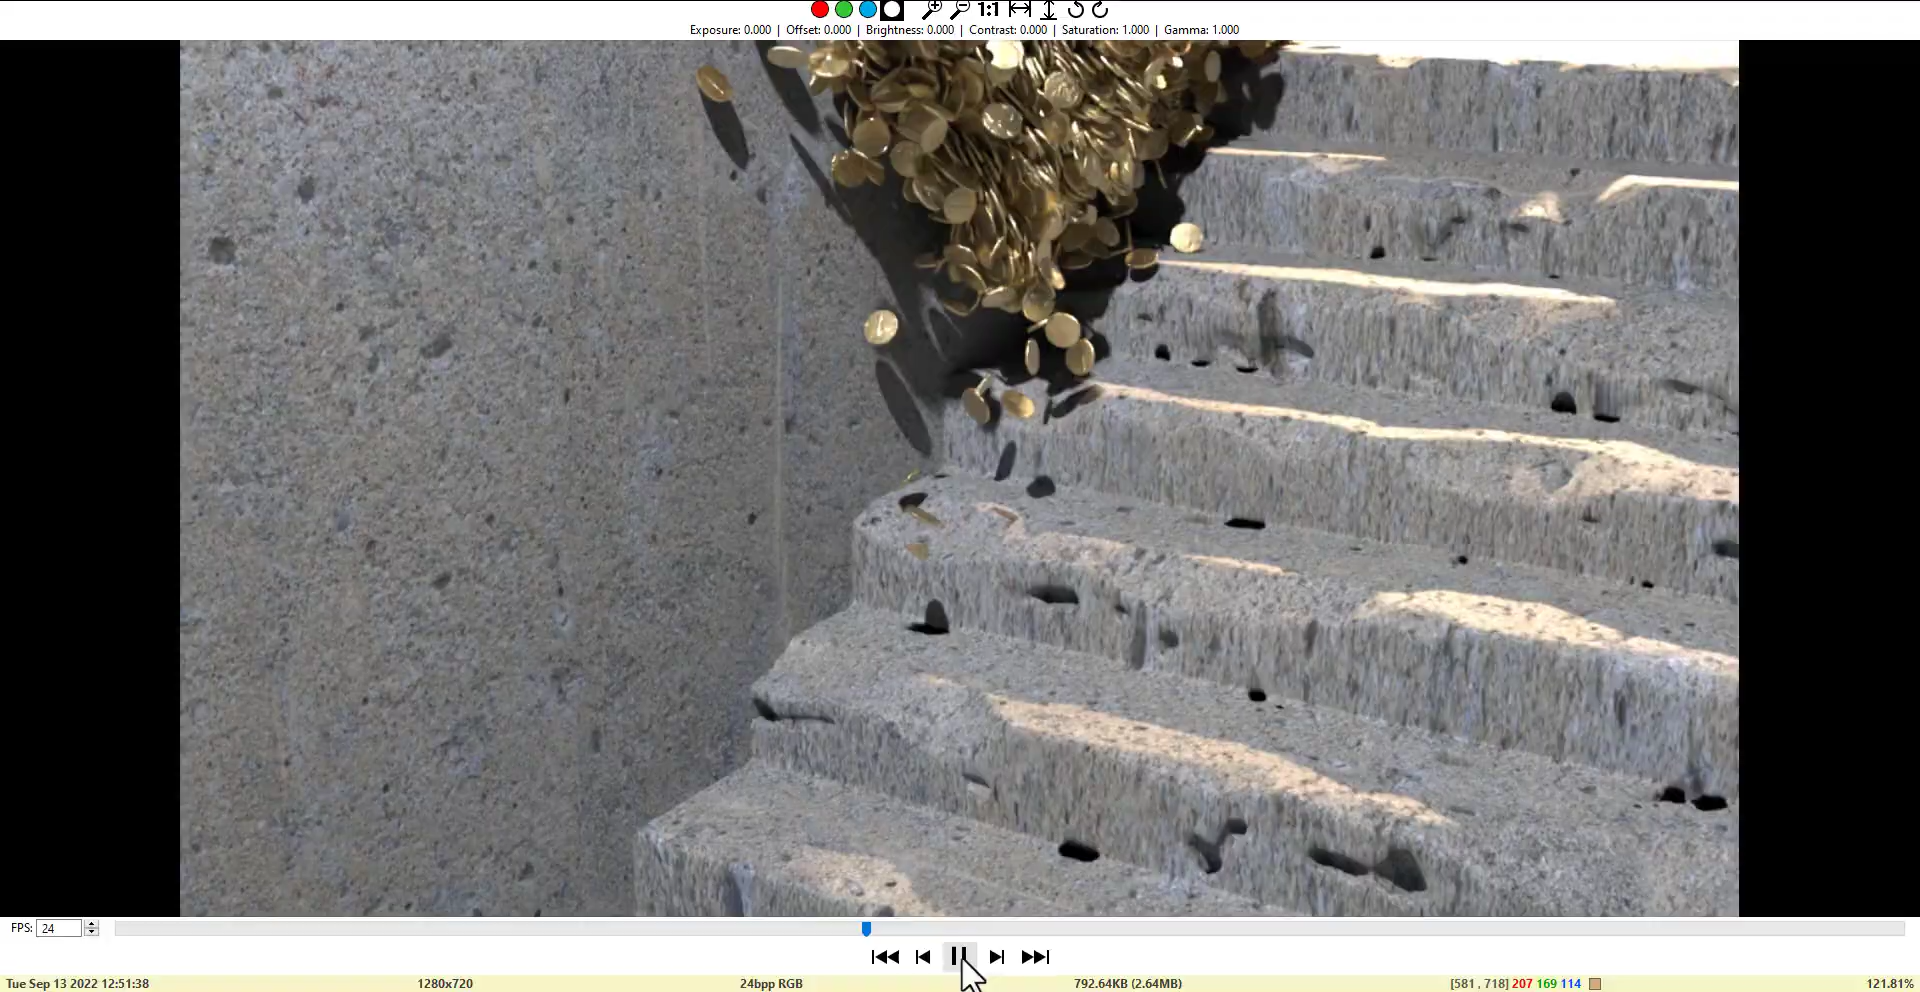 1:1
Exposure: 0.000 | Offset: 0.000 | Brightness: 0.000 | Contrast: 0.000 | Saturation: 1.000 | Gamma: 1.000
FPS: 24
Tue Sep 13 2022 12:51:38 1280x720 24bpp RGB 792.64KB (2.64MB) [581 , 718] 207 169 114 121.81%